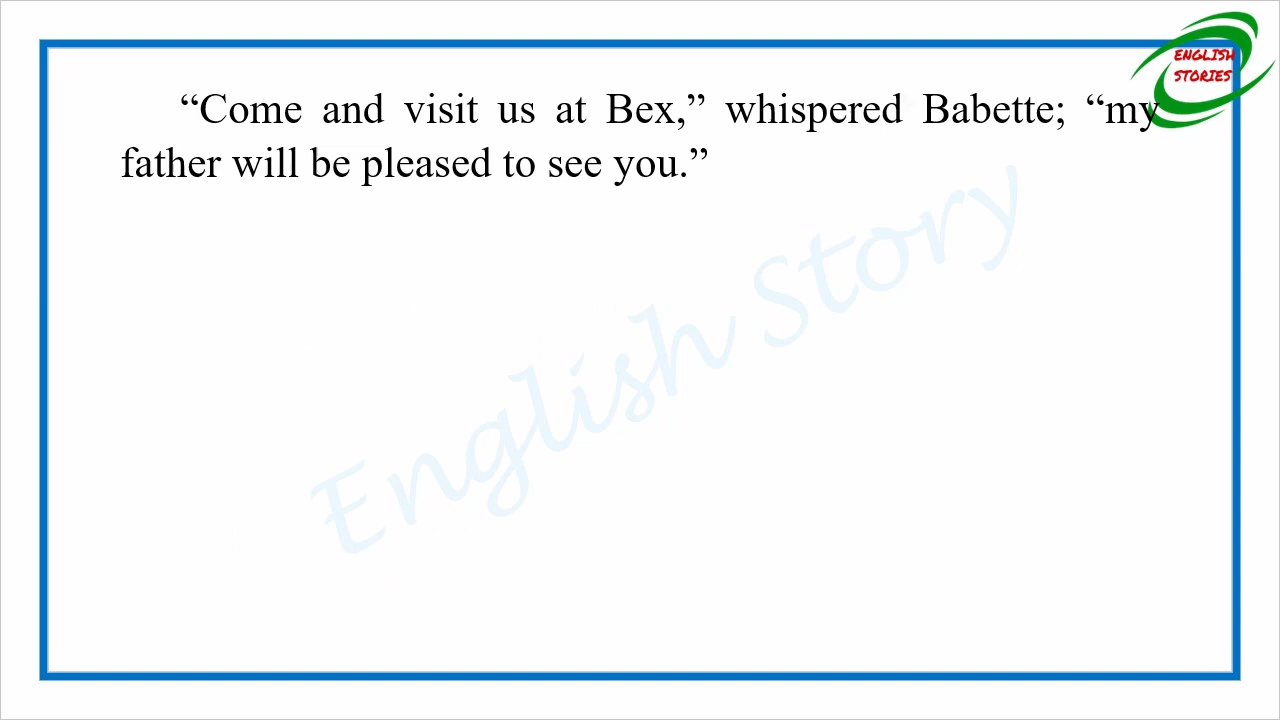 ENGLISH
STORIES
“Come and visit us at Bex,” whispered Babette; “my
father will be pleased to see you.”
English Story